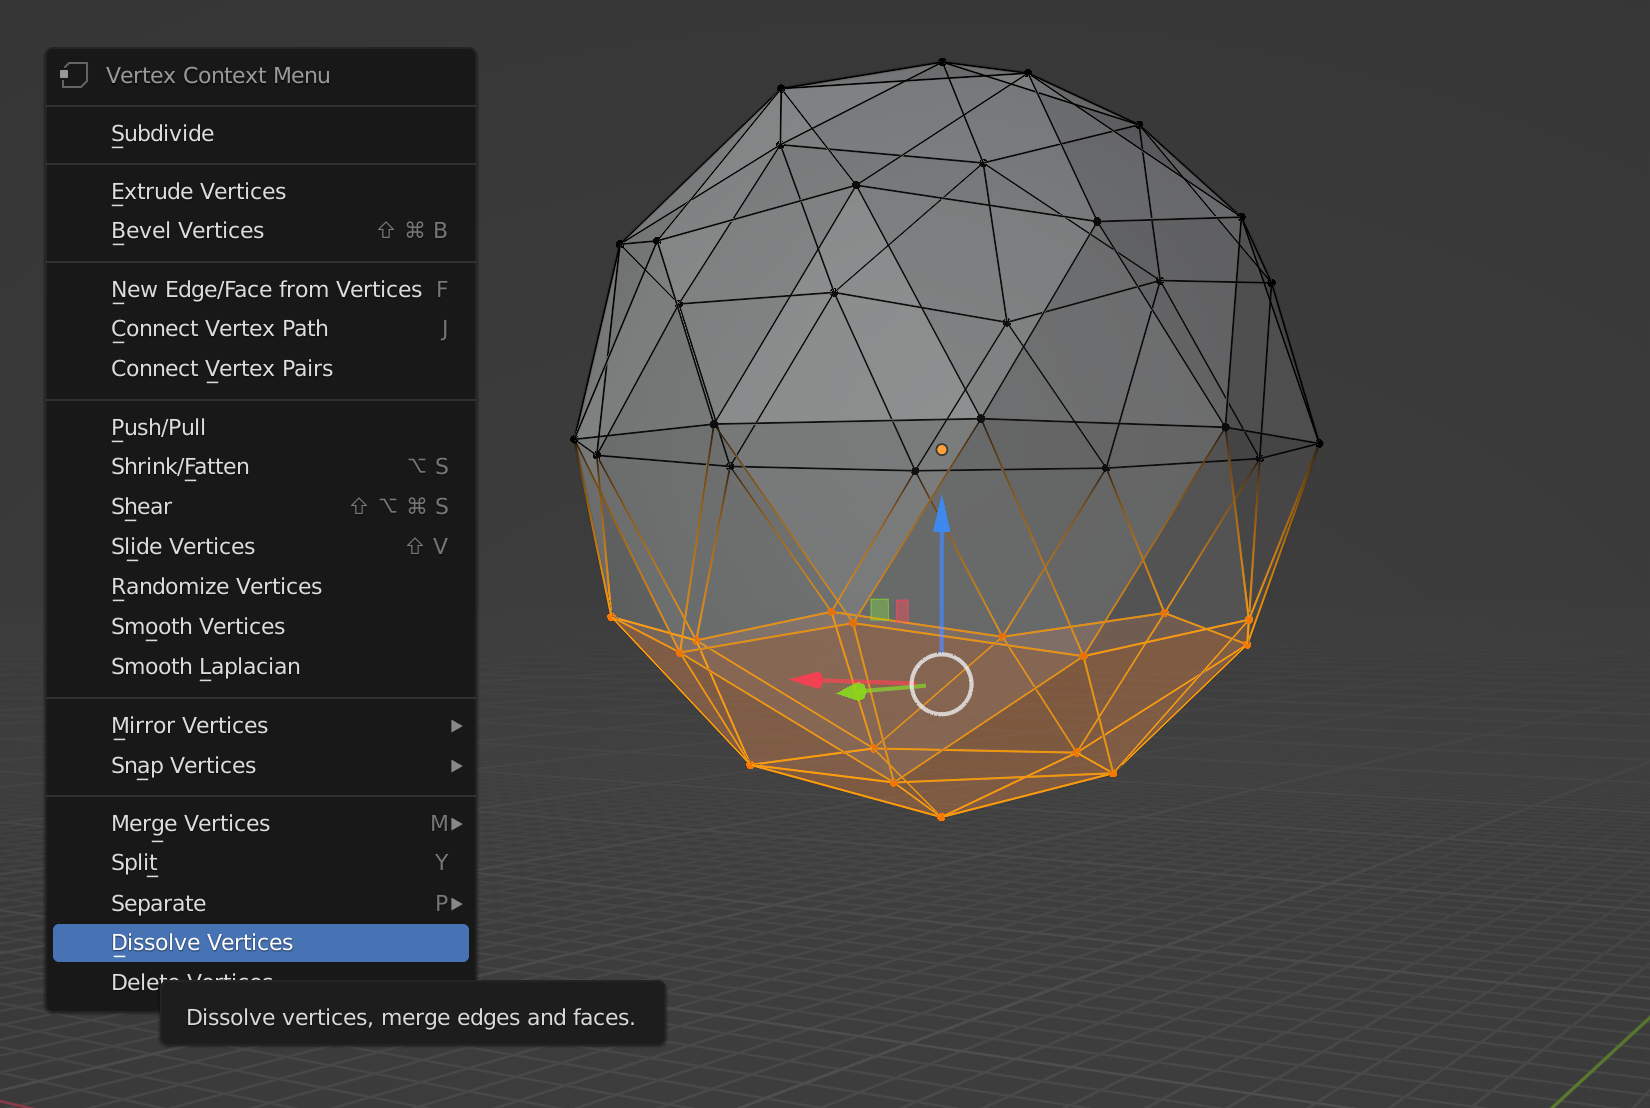 Vertex Context Menu
Subdivide
Extrude Vertices
Bevel Vertices ⇧ ⌘ B
New Edge/Face from Vertices F
Connect Vertex Path J
Connect Vertex Pairs
Push/Pull
Shrink/Fatten ⌥ S
Shear ⇧ ⌥ ⌘ S
Slide Vertices ⇧ V
Randomize Vertices
Smooth Vertices
Smooth Laplacian
Mirror Vertices ▶
Snap Vertices ▶
Merge Vertices M▶
Split Y
Separate P▶
Dissolve Vertices
Delete Vertices
Dissolve vertices, merge edges and faces.